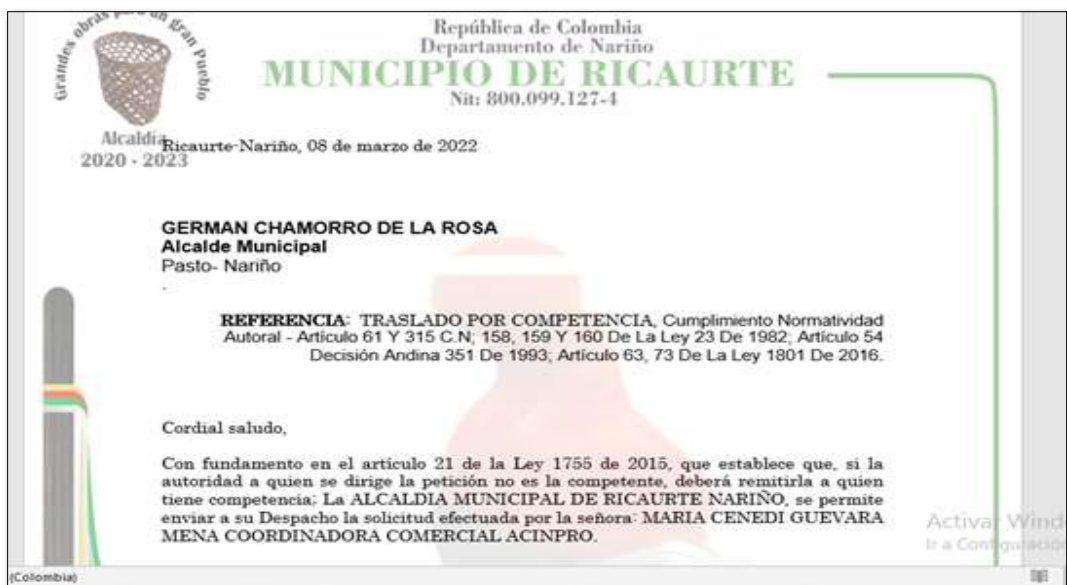 Grandes obras para un gran Pueblo
República de Colombia
Departamento de Nariño
MUNICIPIO DE RICAURTE
Nit: 800.099.127-4
Alcaldía
2020 - 2023
Ricaurte-Nariño, 08 de marzo de 2022
GERMAN CHAMORRO DE LA ROSA
Alcalde Municipal
Pasto- Nariño
.
REFERENCIA: TRASLADO POR COMPETENCIA, Cumplimiento Normatividad
Autoral - Artículo 61 Y 315 C.N; 158, 159 Y 160 De La Ley 23 De 1982; Artículo 54
Decisión Andina 351 De 1993; Artículo 63, 73 De La Ley 1801 De 2016.
Cordial saludo,
Con fundamento en el artículo 21 de la Ley 1755 de 2015, que establece que, si la
autoridad a quien se dirige la petición no es la competente, deberá remitirla a quien
tiene competencia; La ALCALDIA MUNICIPAL DE RICAURTE NARIÑO, se permite
enviar a su Despacho la solicitud efectuada por la señora: MARIA CENEDI GUEVARA
MENA COORDINADORA COMERCIAL ACINPRO.
Activar Wind
Ir a Configuración
(Colombia)